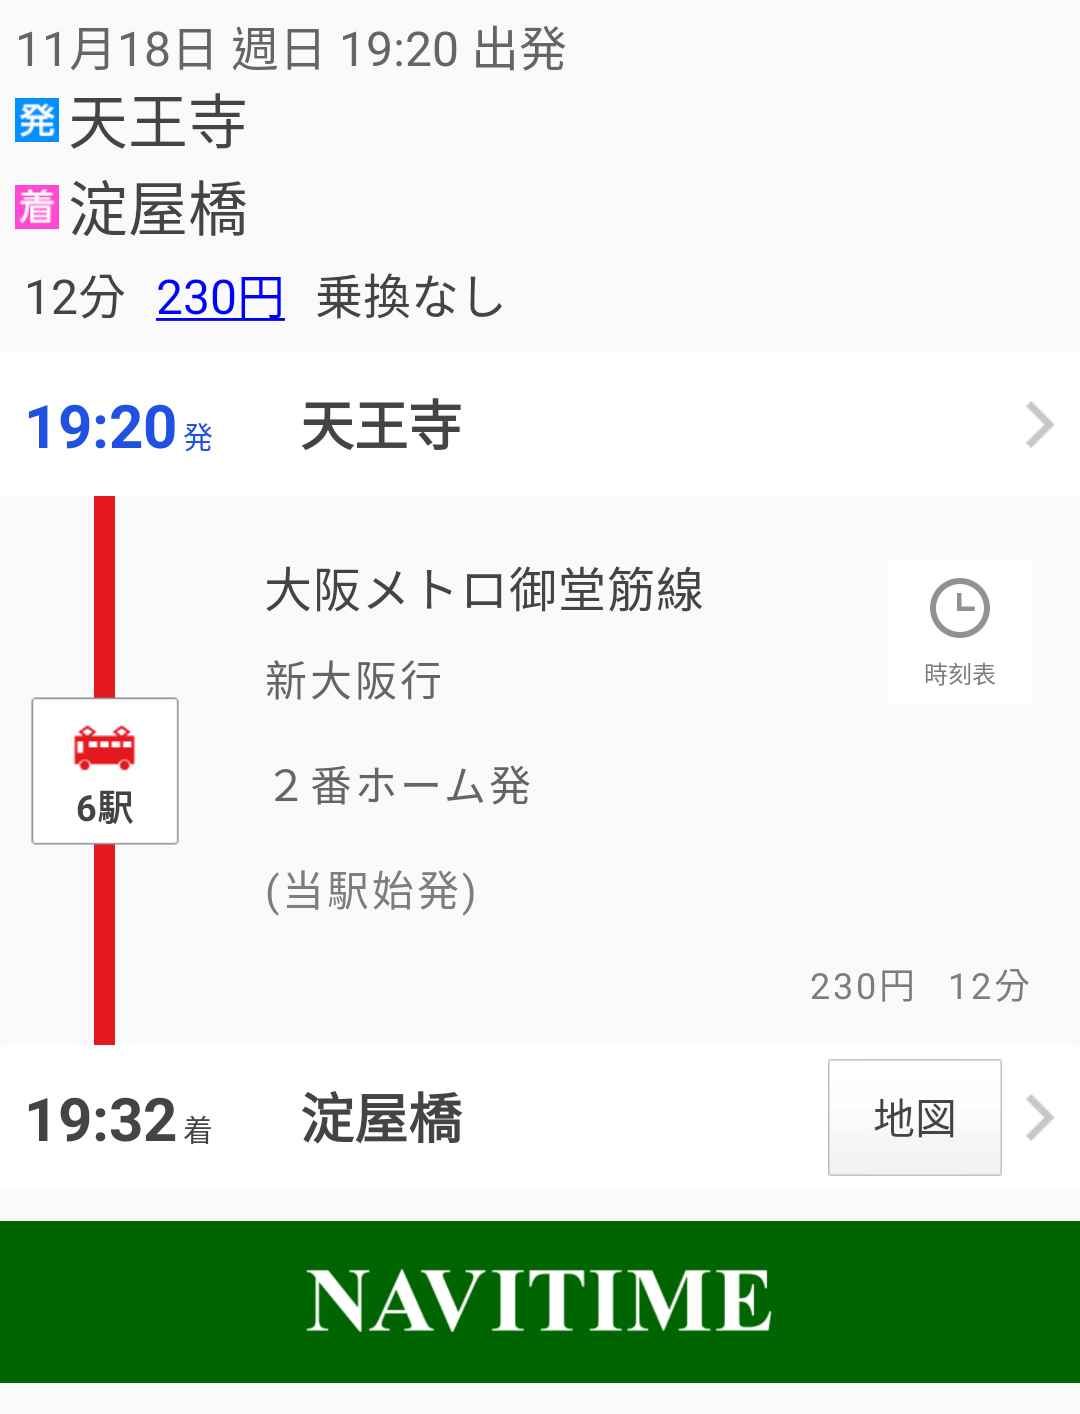 11月18日 週日 19:20 出発
発 天王寺
着 淀屋橋
12分 230円 乗換なし
19:20発 天王寺
大阪メトロ御堂筋線
時刻表
新大阪行
6駅
２番ホーム発
(当駅始発)
230円 12分
19:32着 淀屋橋 地図
NAVITIME